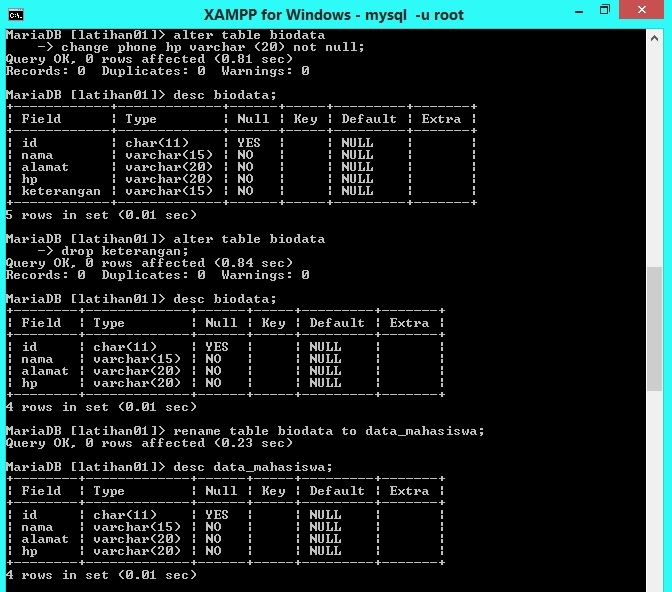 XAMPP for Windows - mysql  -u root
MariaDB [latihan01]> alter table biodata
    -> change phone hp varchar (20) not null;
Query OK, 0 rows affected (0.81 sec)
Records: 0  Duplicates: 0  Warnings: 0
MariaDB [latihan01]> desc biodata;
+------------+-------------+------+-----+---------+-------+
| Field      | Type        | Null | Key | Default | Extra |
+------------+-------------+------+-----+---------+-------+
| id         | char(11)    | YES  |     | NULL    |       |
| nama       | varchar(15) | NO   |     | NULL    |       |
| alamat     | varchar(20) | NO   |     | NULL    |       |
| hp         | varchar(20) | NO   |     | NULL    |       |
| keterangan | varchar(15) | NO   |     | NULL    |       |
+------------+-------------+------+-----+---------+-------+
5 rows in set (0.01 sec)
MariaDB [latihan01]> alter table biodata
    -> drop keterangan;
Query OK, 0 rows affected (0.84 sec)
Records: 0  Duplicates: 0  Warnings: 0
MariaDB [latihan01]> desc biodata;
+--------+-------------+------+-----+---------+-------+
| Field  | Type        | Null | Key | Default | Extra |
+--------+-------------+------+-----+---------+-------+
| id     | char(11)    | YES  |     | NULL    |       |
| nama   | varchar(15) | NO   |     | NULL    |       |
| alamat | varchar(20) | NO   |     | NULL    |       |
| hp     | varchar(20) | NO   |     | NULL    |       |
+--------+-------------+------+-----+---------+-------+
4 rows in set (0.01 sec)
MariaDB [latihan01]> rename table biodata to data_mahasiswa;
Query OK, 0 rows affected (0.23 sec)
MariaDB [latihan01]> desc data_mahasiswa;
+--------+-------------+------+-----+---------+-------+
| Field  | Type        | Null | Key | Default | Extra |
+--------+-------------+------+-----+---------+-------+
| id     | char(11)    | YES  |     | NULL    |       |
| nama   | varchar(15) | NO   |     | NULL    |       |
| alamat | varchar(20) | NO   |     | NULL    |       |
| hp     | varchar(20) | NO   |     | NULL    |       |
+--------+-------------+------+-----+---------+-------+
4 rows in set (0.01 sec)